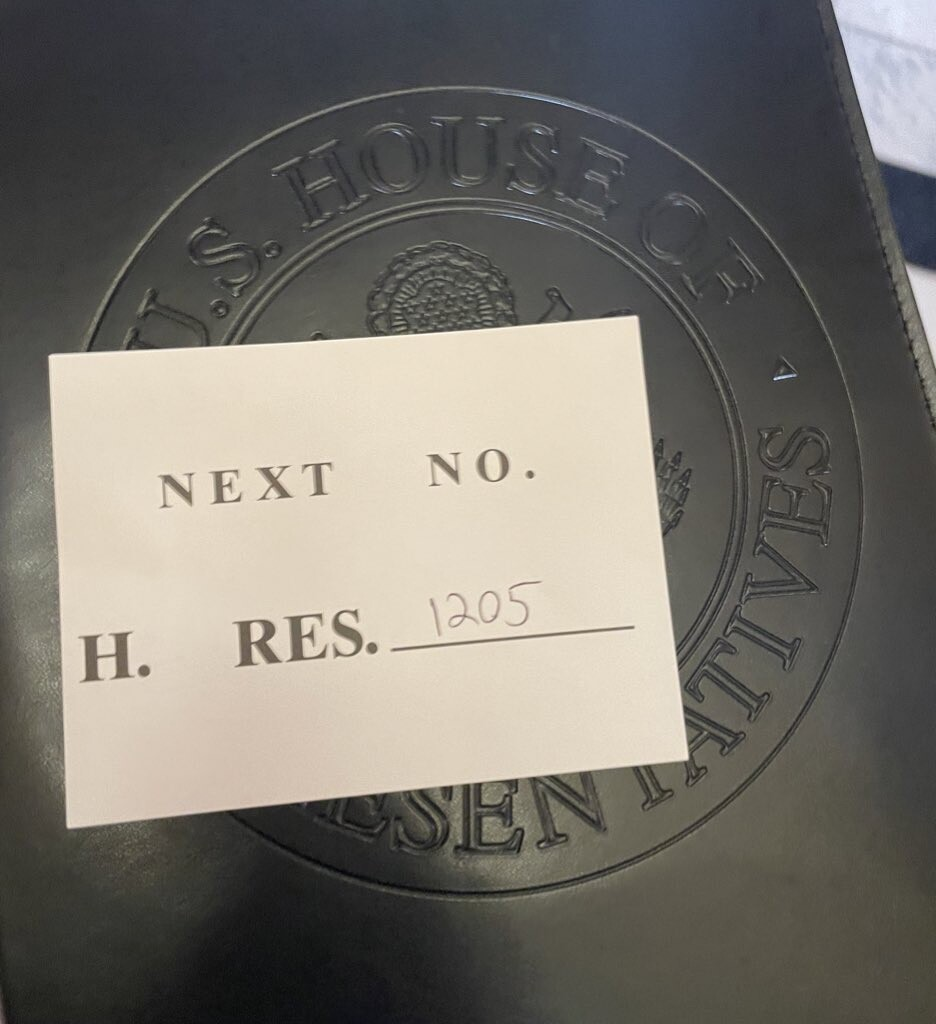 U.S. HOUSE OF
NEXT NO.
H. RES. 1205
ESENTATIVES